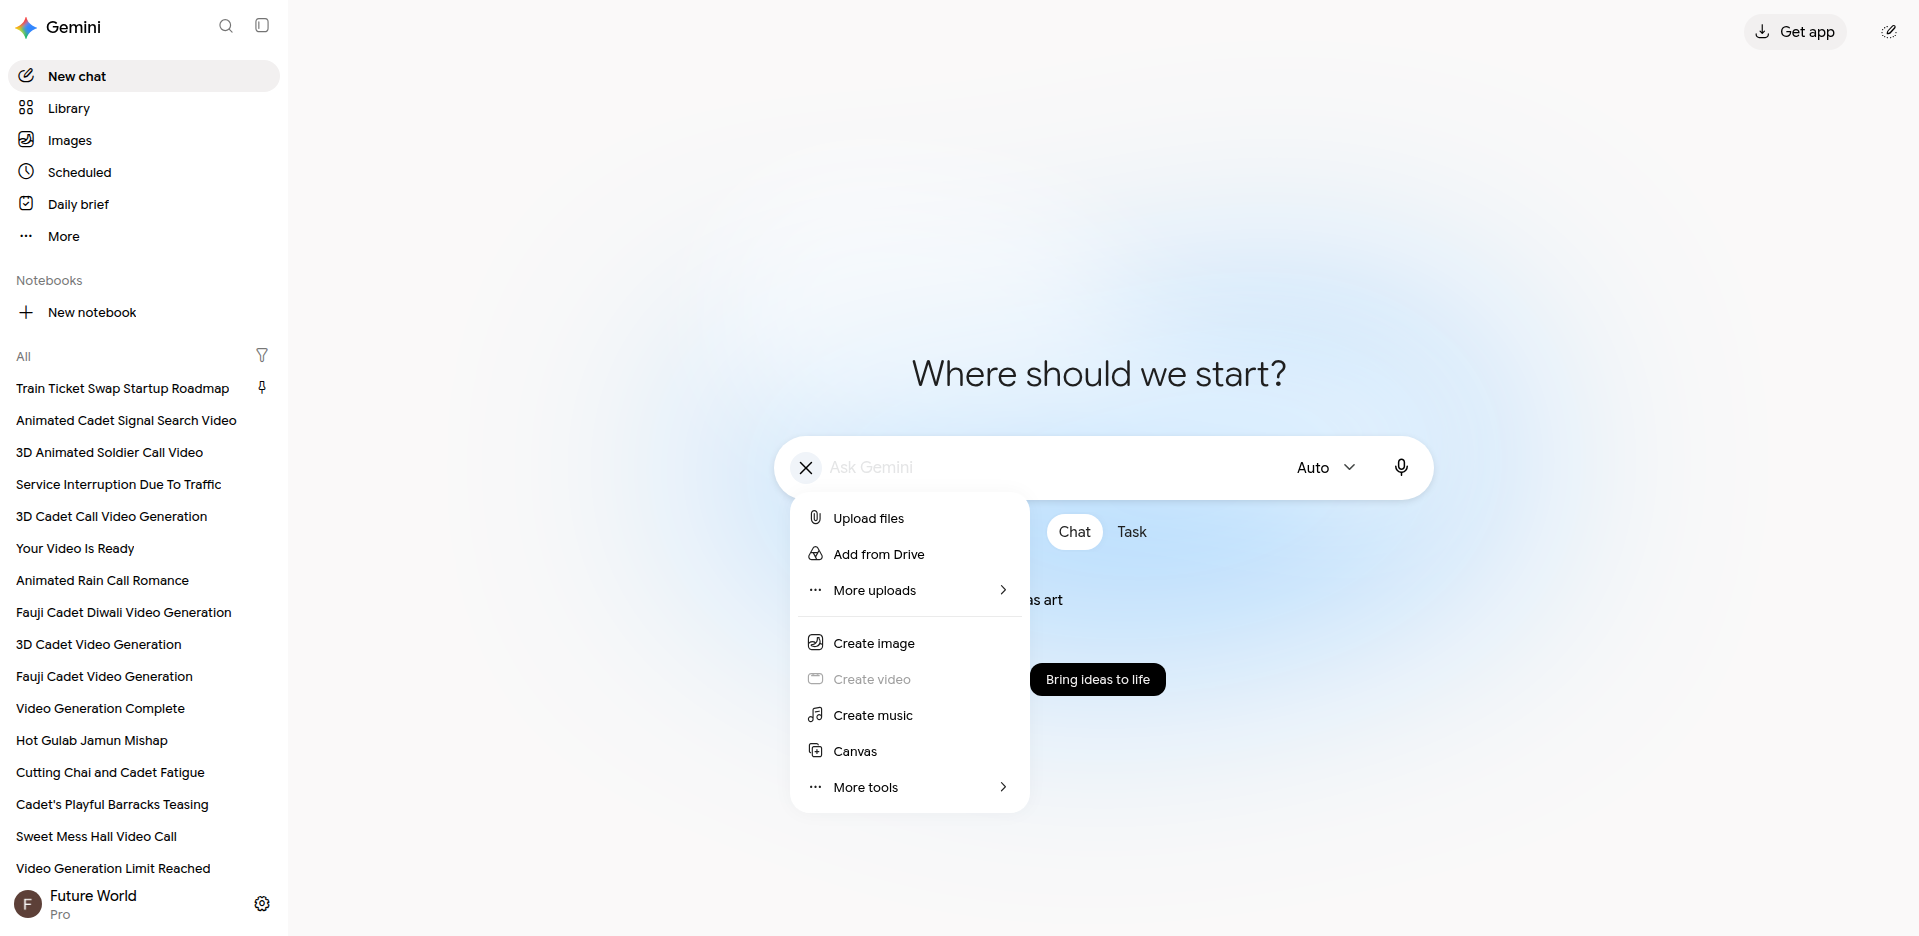 Gemini
New chat
Library
Images
Scheduled
Daily brief
More
Notebooks
New notebook
All
Train Ticket Swap Startup Roadmap
Animated Cadet Signal Search Video
3D Animated Soldier Call Video
Service Interruption Due To Traffic
3D Cadet Call Video Generation
Your Video Is Ready
Animated Rain Call Romance
Fauji Cadet Diwali Video Generation
3D Cadet Video Generation
Fauji Cadet Video Generation
Video Generation Complete
Hot Gulab Jamun Mishap
Cutting Chai and Cadet Fatigue
Cadet's Playful Barracks Teasing
Sweet Mess Hall Video Call
Video Generation Limit Reached
F
Future World
Pro
Get app
Where should we start?
Ask Gemini
Auto
Chat Task
as art
Upload files
Add from Drive
More uploads
Create image
Create video
Bring ideas to life
Create music
Canvas
More tools